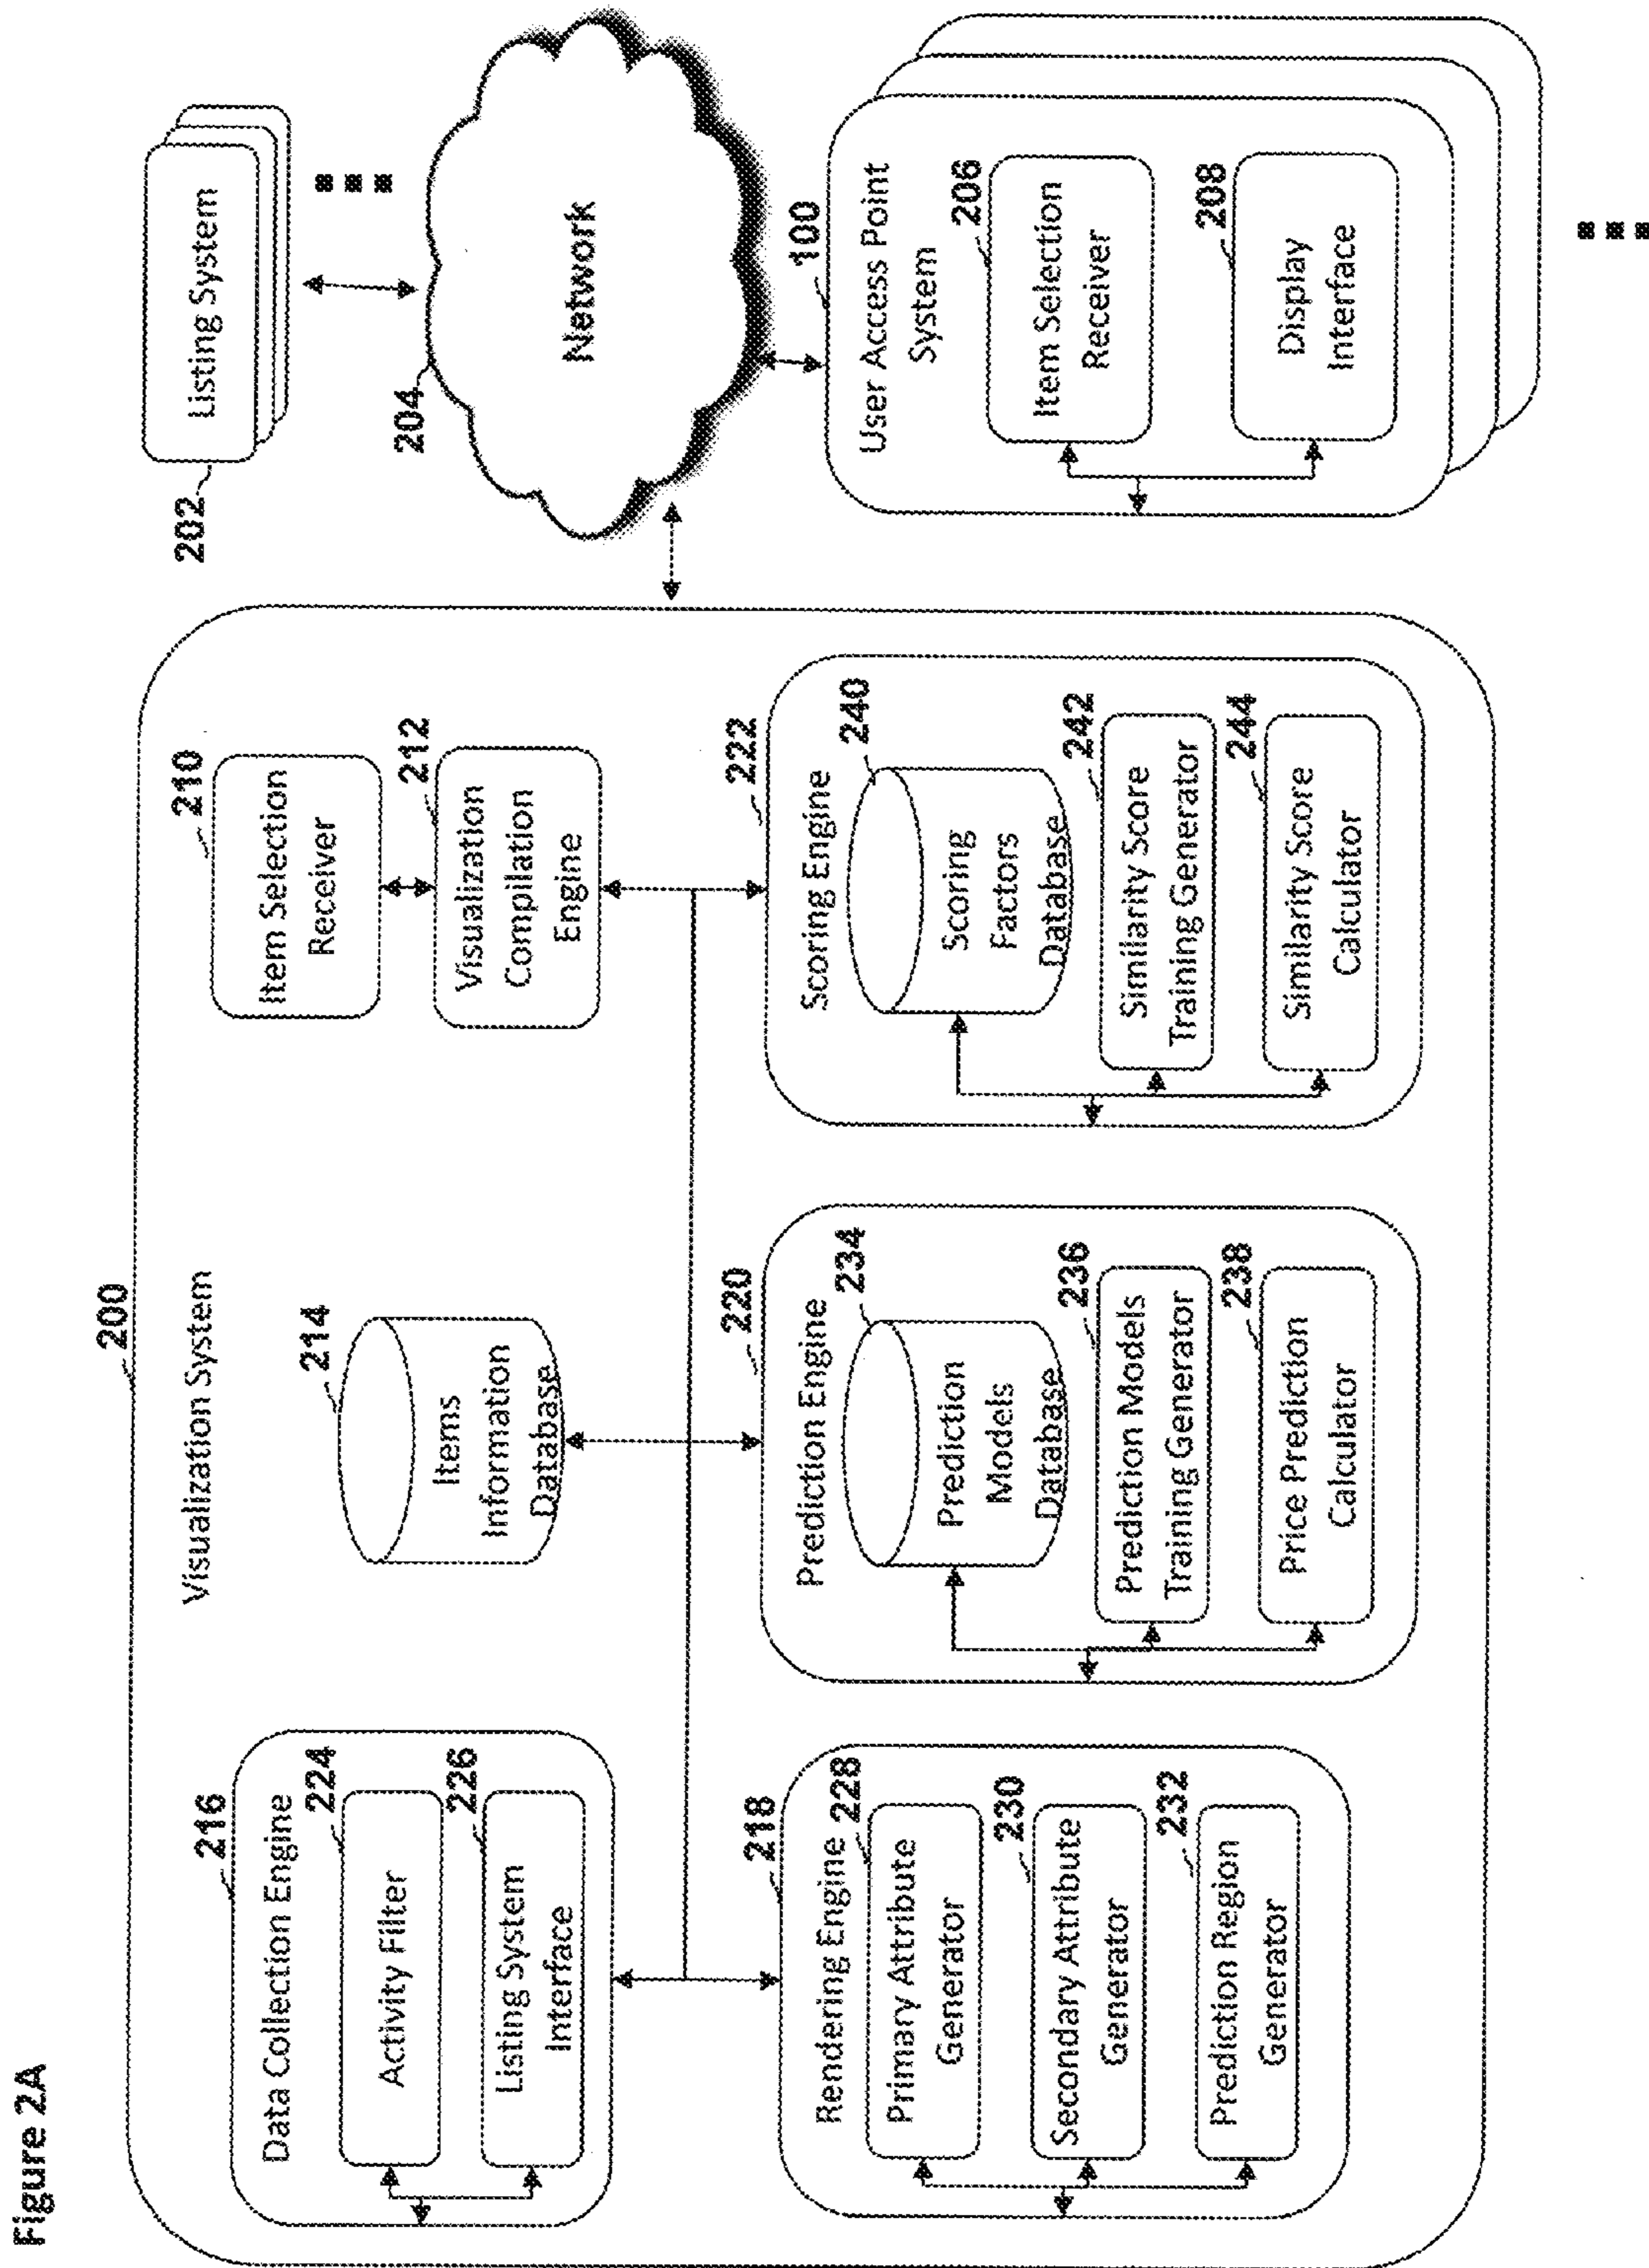 Figure 2A
200
Visualization System
216
Data Collection Engine
224
Activity Filter
226
Listing System
Interface
214
Items
Information
Database
210
Item Selection
Receiver
212
Visualization
Compilation
Engine
218
Rendering Engine
228
Primary Attribute
Generator
230
Secondary Attribute
Generator
232
Prediction Region
Generator
220
Prediction Engine
234
Prediction
Models
Database
236
Prediction Models
Training Generator
238
Price Prediction
Calculator
222
Scoring Engine
240
Scoring
Factors
Database
242
Similarity Score
Training Generator
244
Similarity Score
Calculator
202
Listing System
204
Network
100
User Access Point
System
206
Item Selection
Receiver
208
Display
Interface